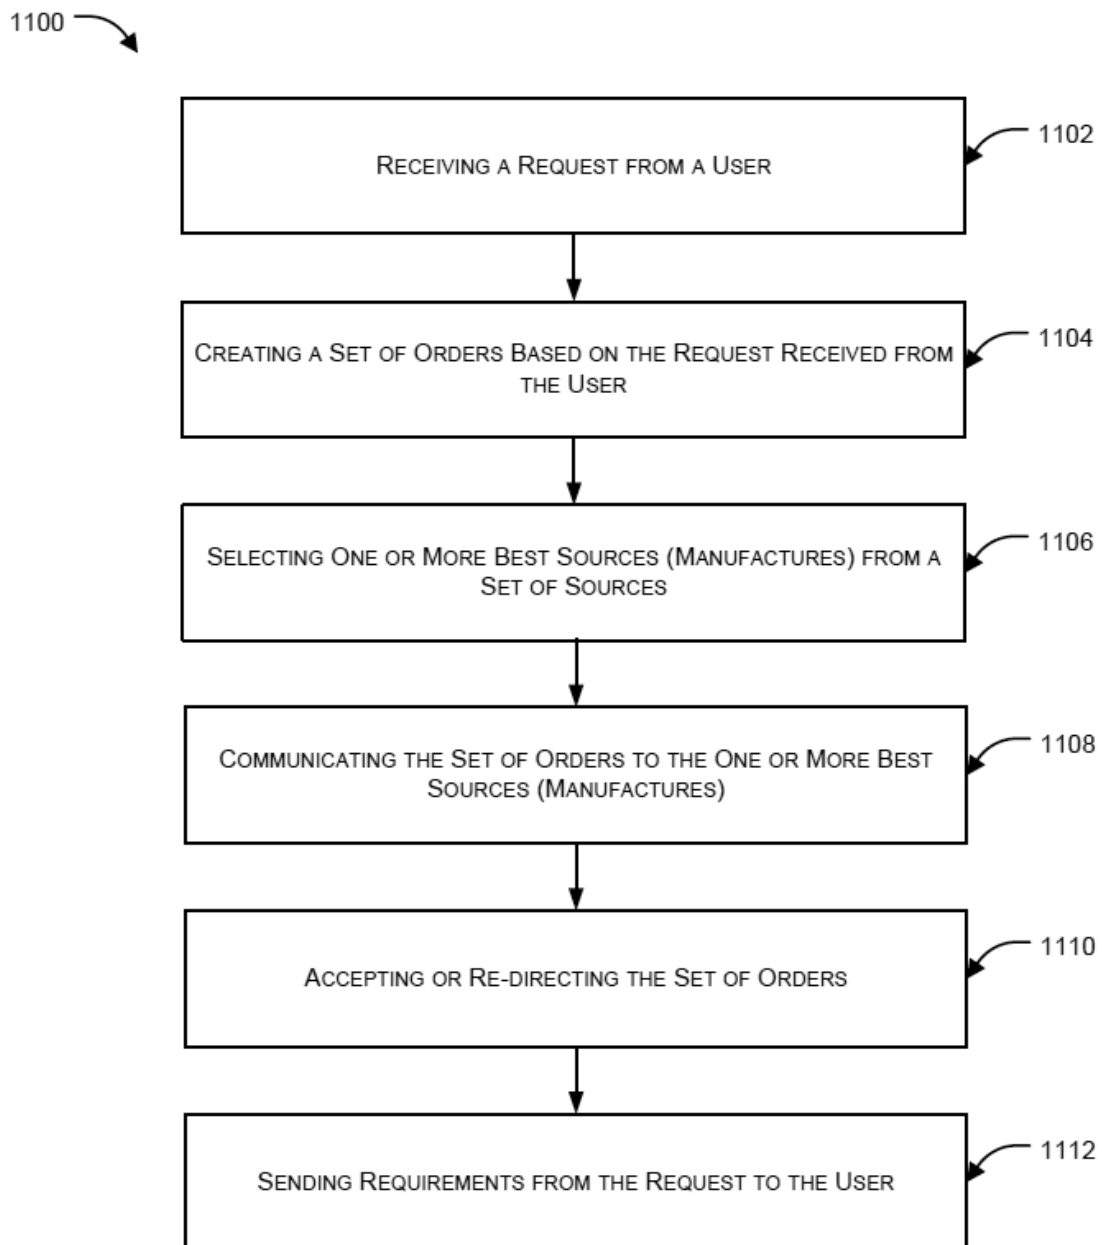 1100
RECEIVING A REQUEST FROM A USER
1102
CREATING A SET OF ORDERS BASED ON THE REQUEST RECEIVED FROM
THE USER
1104
SELECTING ONE OR MORE BEST SOURCES (MANUFACTURES) FROM A
SET OF SOURCES
1106
COMMUNICATING THE SET OF ORDERS TO THE ONE OR MORE BEST
SOURCES (MANUFACTURES)
1108
ACCEPTING OR RE-DIRECTING THE SET OF ORDERS
1110
SENDING REQUIREMENTS FROM THE REQUEST TO THE USER
1112